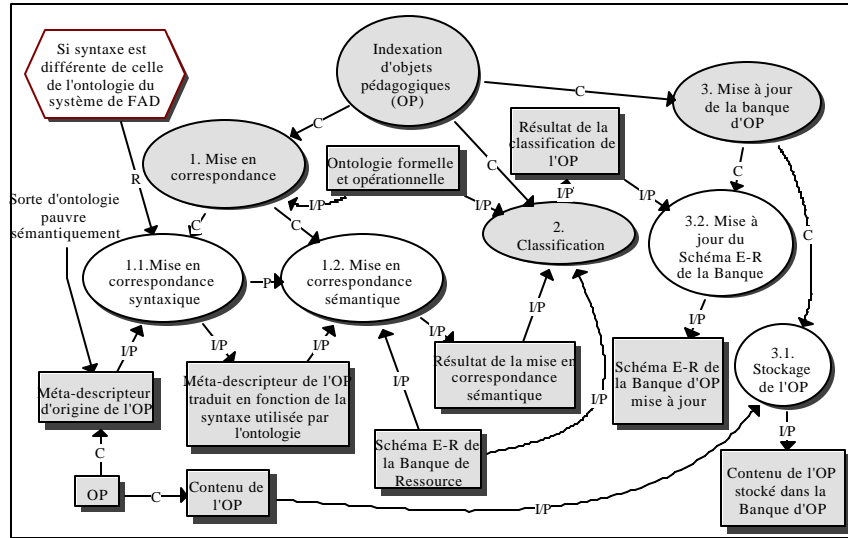 Si syntaxe est
différente de celle
de l'ontologie du
système de FAD
Indexation
d'objets
pédagogiques
(OP)
C
3. Mise à jour
de la banque
d'OP
C
1. Mise en
correspondance
R
Ontologie formelle
et opérationnelle
I/P
I/P
C
Résultat de la
classification de
l'OP
I/P
I/P
C
C
Sorte d'ontologie
pauvre
sémantiquement
C
C
2.
Classification
3.2. Mise à
jour du
Schéma E-R
de la Banque
1.1.Mise en
correspondance
syntaxique
P
1.2. Mise en
correspondance
sémantique
I/P
I/P
I/P
I/P
I/P
I/P
I/P
Méta-descripteur
d'origine de l'OP
Méta-descripteur de l'OP
traduit en fonction de la
syntaxe utilisée par
l'ontologie
Résultat de la mise en
correspondance
sémantique
Schéma E-R de
la Banque d'OP
mise à jour
3.1.
Stockage
de l'OP
I/P
I/P
C
Schéma E-R de
la Banque de
Ressource
OP
C
Contenu de
l'OP
I/P
Contenu de l'OP
stocké dans la
Banque d'OP